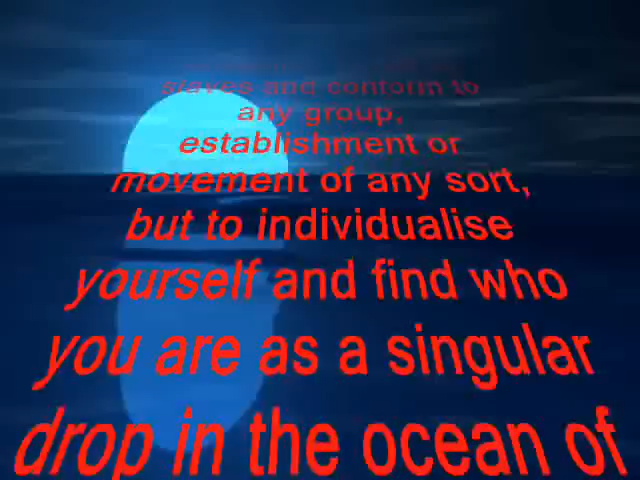 slaves and conform to
any group,
establishment or
movement of any sort,
but to individualise
yourself and find who
you are as a singular
drop in the ocean of